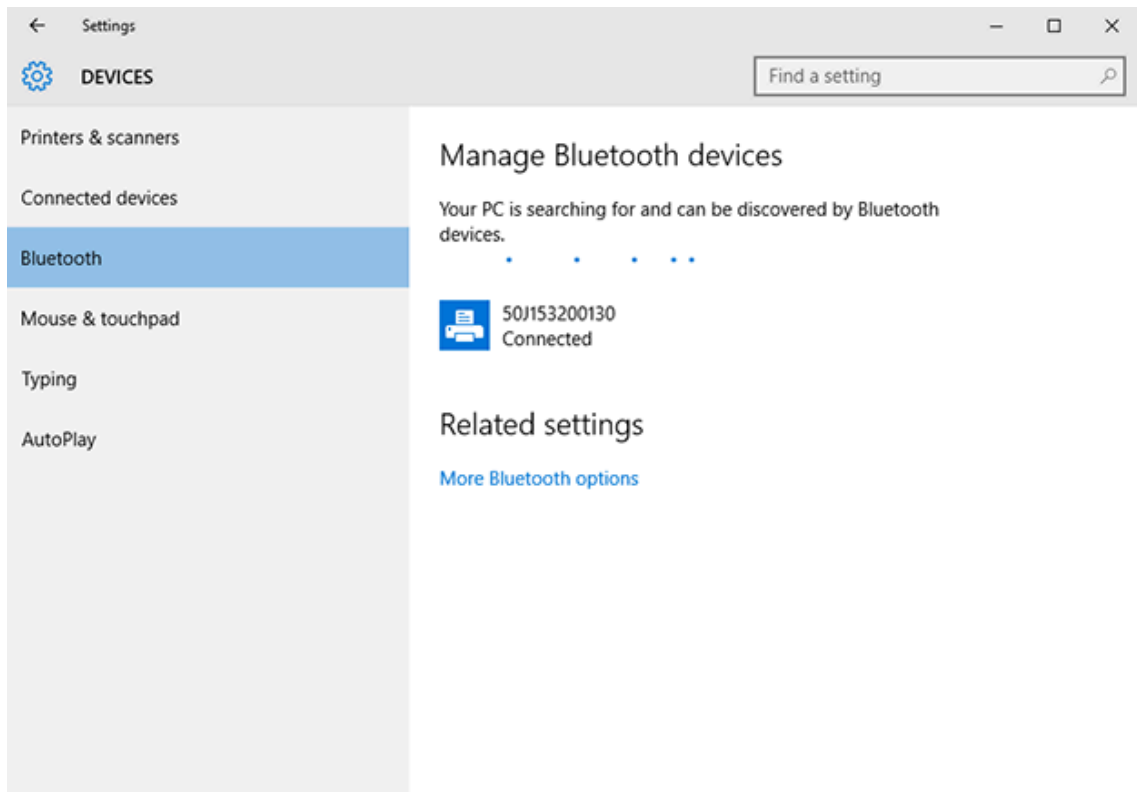 Settings
DEVICES
Find a setting
Printers & scanners
Connected devices
Bluetooth
Mouse & touchpad
Typing
AutoPlay
Manage Bluetooth devices
Your PC is searching for and can be discovered by Bluetooth
devices.
50J153200130
Connected
Related settings
More Bluetooth options